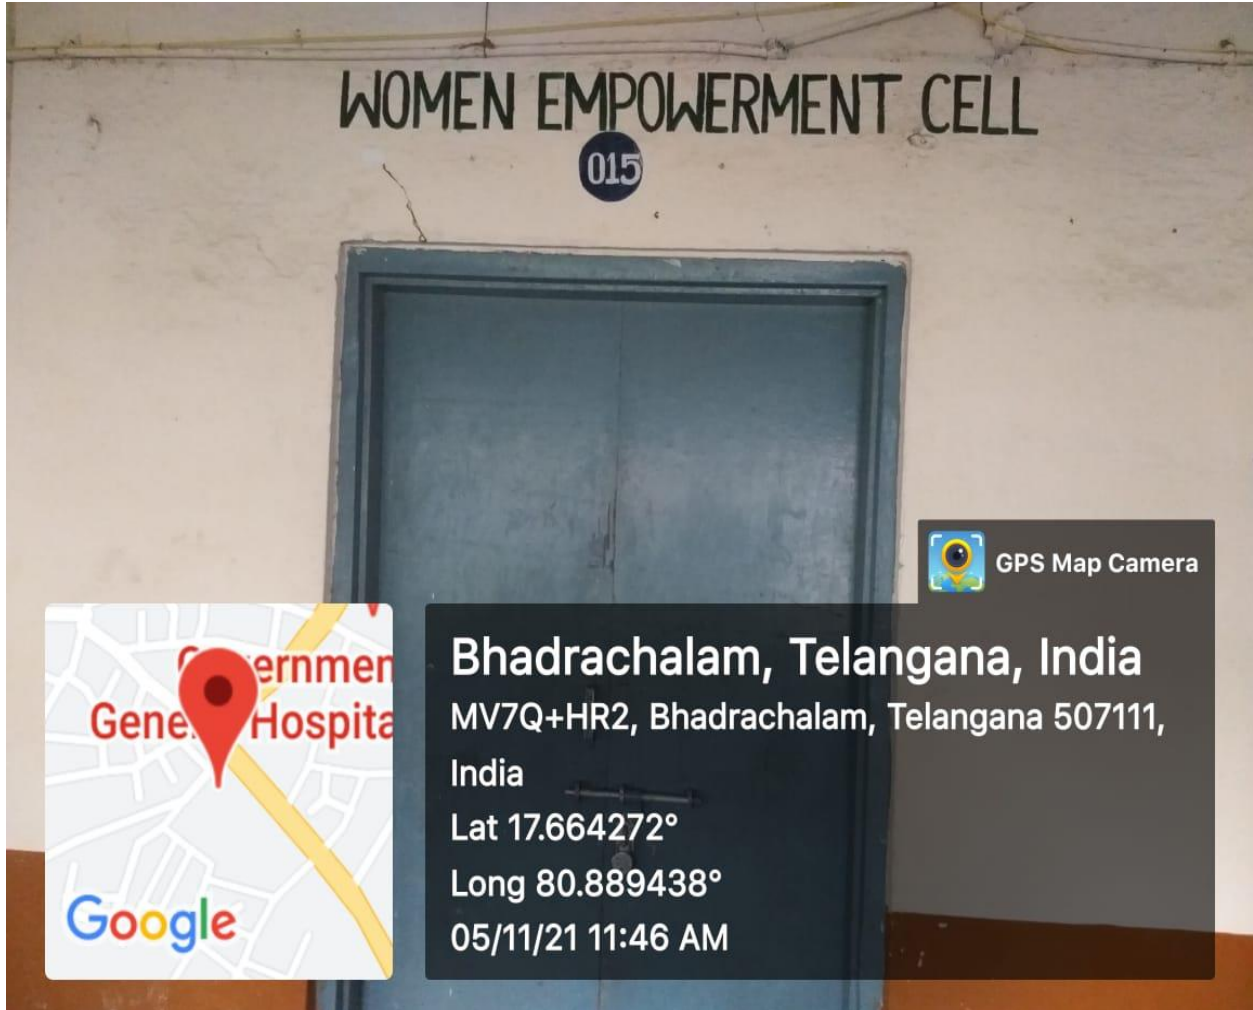 WOMEN EMPOWERMENT CELL
015
GPS Map Camera
Bhadrachalam, Telangana, India
MV7Q+HR2, Bhadrachalam, Telangana 507111,
India
Lat 17.664272°
Long 80.889438°
05/11/21 11:46 AM
Google